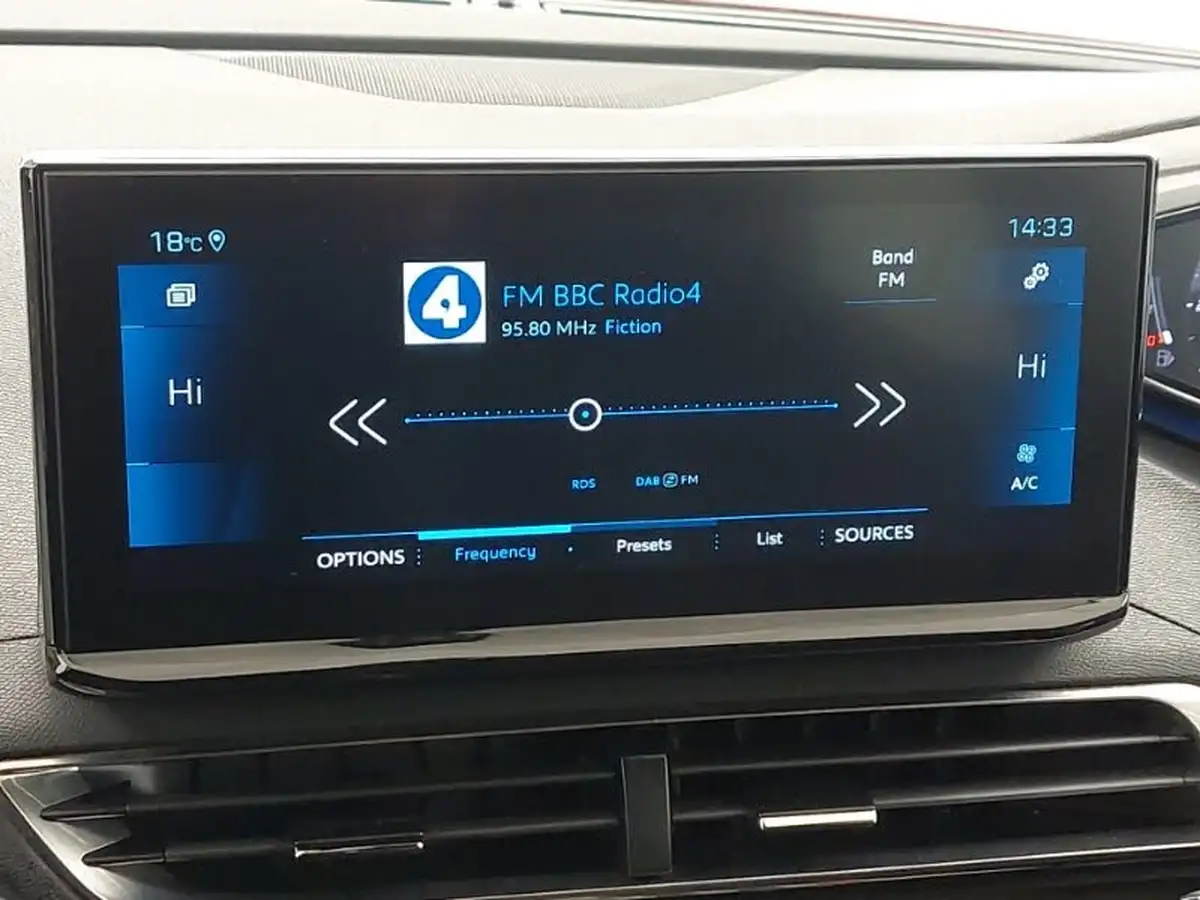 18°C
14:33
4
FM BBC Radio4
95.80 MHz Fiction
Band
FM
Hi
Hi
RDS
DAB FM
A/C
OPTIONS
Frequency
Presets
List
SOURCES